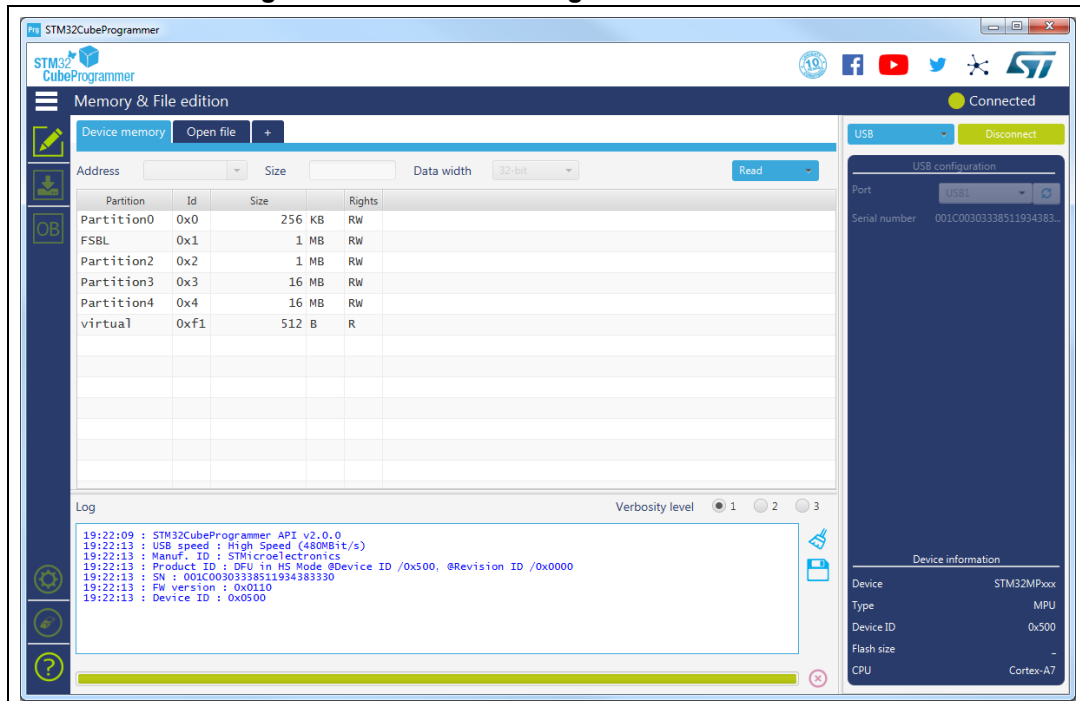 Prg STM32CubeProgrammer
STM32
CubeProgrammer
Memory & File edition
Connected
Device memory Open file +
USB Disconnect
Address Size Data width 32-bit Read
USB configuration
Port USB1
Serial number 001C00303338511934383...
Partition Id Size Rights
Partition0 0x0 256 KB RW
FSBL 0x1 1 MB RW
Partition2 0x2 1 MB RW
Partition3 0x3 16 MB RW
Partition4 0x4 16 MB RW
virtual 0xf1 512 B R
OB
Log Verbosity level 1 2 3
19:22:09 : STM32CubeProgrammer API v2.0.0
19:22:13 : USB speed : High Speed (480MBit/s)
19:22:13 : Manuf. ID : STMicroelectronics
19:22:13 : Product ID : DFU in HS Mode @Device ID /0x500, @Revision ID /0x0000
19:22:13 : SN : 001C00303338511934383330
19:22:13 : FW version : 0x0110
19:22:13 : Device ID : 0x0500
Device information
Device STM32MPxxx
Type MPU
Device ID 0x500
Flash size _
CPU Cortex-A7